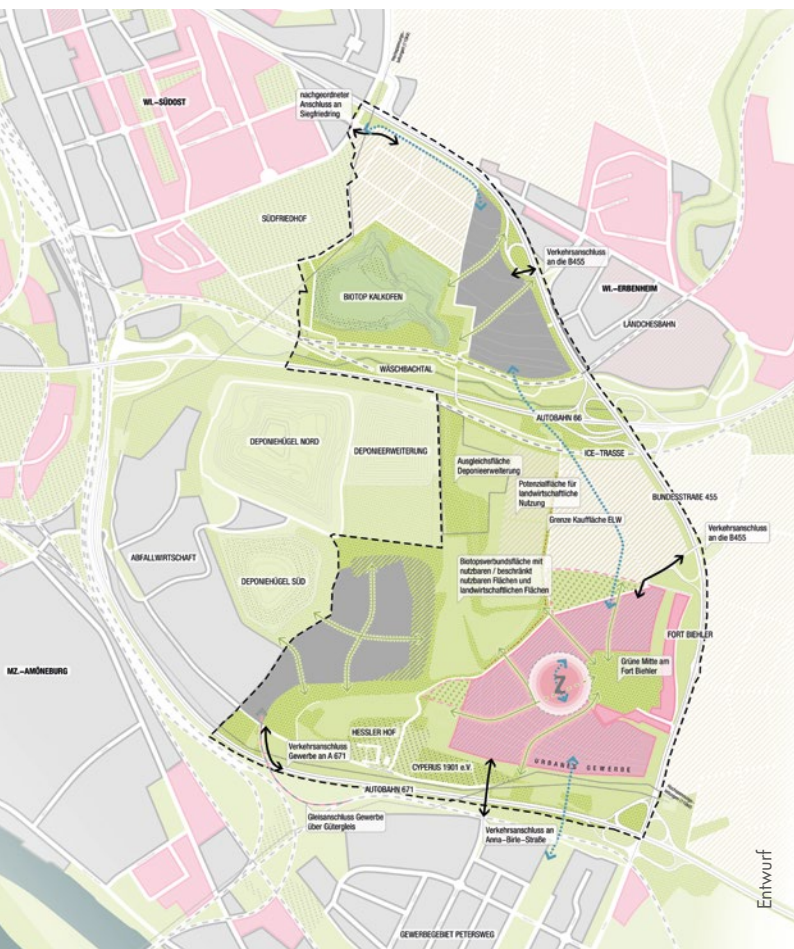 WI.–SÜDOST
nachgeordneter
Anschluss an
Siegfriedring
SÜDFRIEDHOF
BIOTOP KALKOFEN
Verkehrsanschluss
an die B455
WI.–ERBENHEIM
LÄNDCHESBAHN
WÄSCHBACHTAL
AUTOBAHN 66
ICE–TRASSE
DEPONIEHÜGEL NORD
DEPONIEERWEITERUNG
Ausgleichsfläche
Deponieerweiterung
Potenzialfläche für
landwirtschaftliche
Nutzung
BUNDESSTRAßE 455
Grenze Kauffläche ELW
Verkehrsanschluss
an die B455
ABFALLWIRTSCHAFT
DEPONIEHÜGEL SÜD
Biotopsverbundsfläche mit
nutzbaren / beschränkt
nutzbaren Flächen und
landwirtschaftlichen Flächen
FORT BIEHLER
MZ.–AMÖNEBURG
Grüne Mitte am
Fort Biehler
Z
HESSLER HOF
Verkehrsanschluss
Gewerbe an A 671
CYPERUS 1901 e.V.
URBANES GEWERBE
AUTOBAHN 671
Gleisanschluss Gewerbe
über Gütergleis
Verkehrsanschluss an
Anna–Birle–Straße
GEWERBEGEBIET PETERSWEG
Entwurf